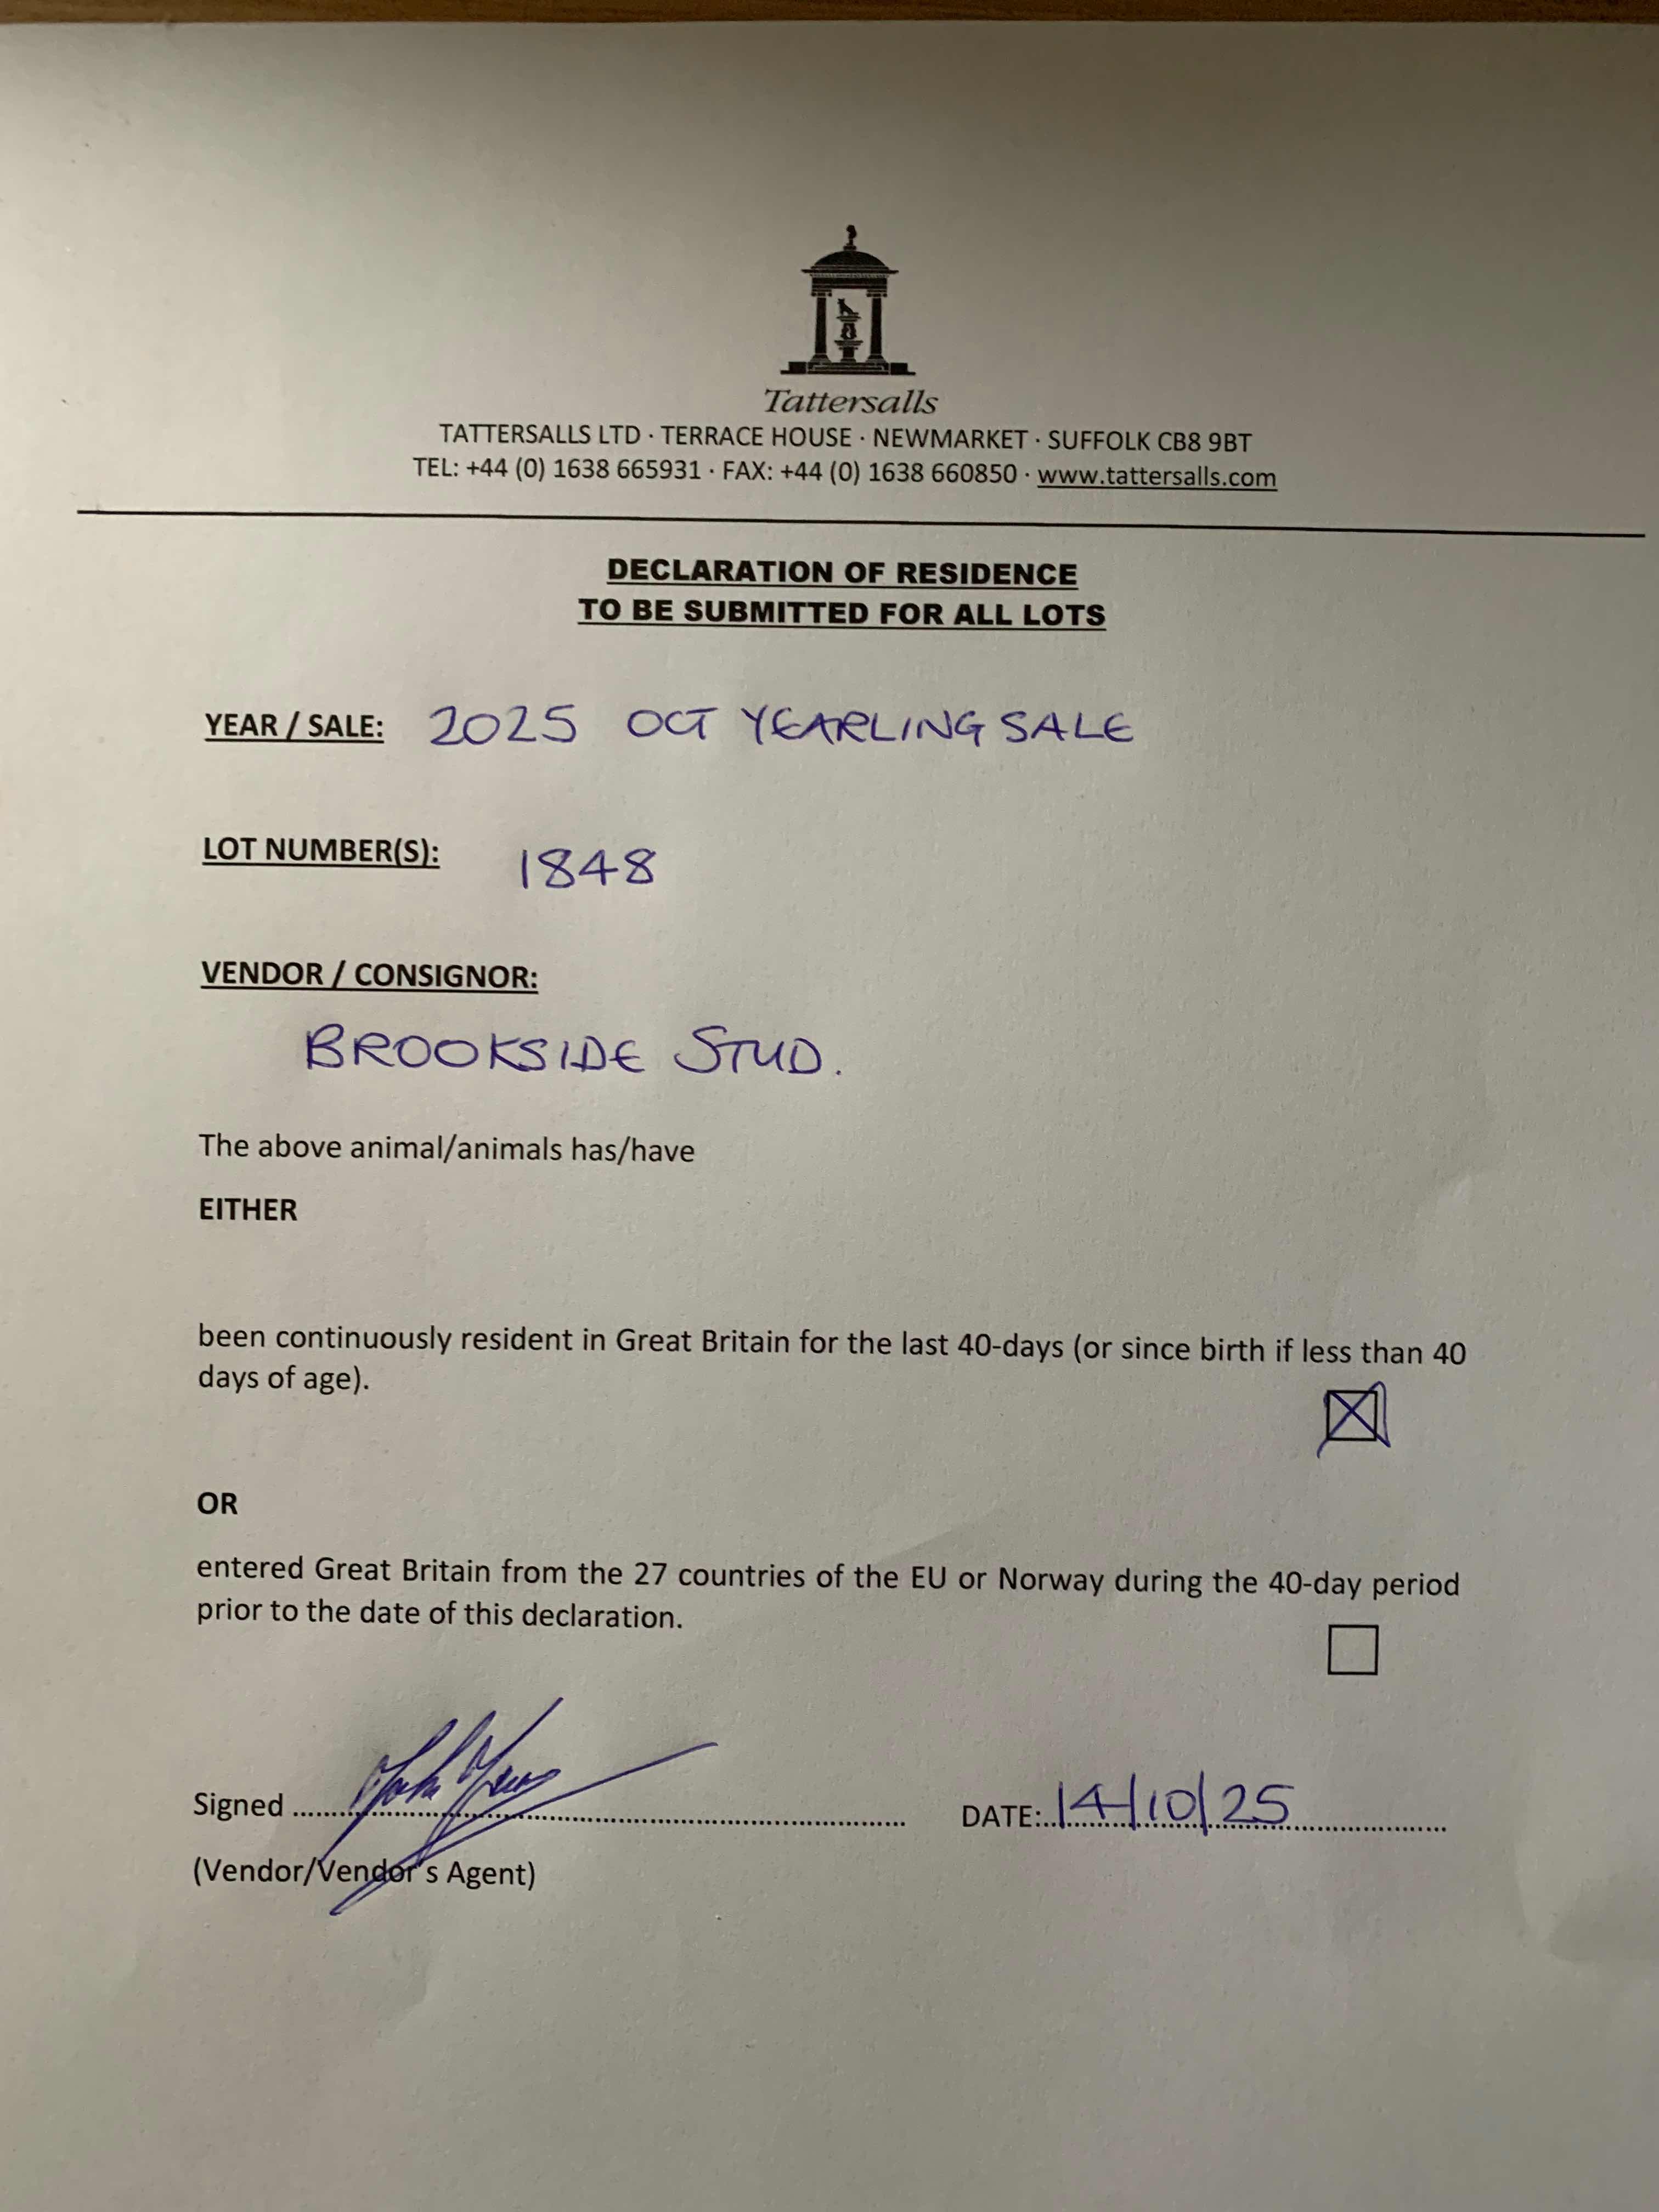 Tattersalls
TATTERSALLS LTD · TERRACE HOUSE · NEWMARKET · SUFFOLK CB8 9BT
TEL: +44 (0) 1638 665931 · FAX: +44 (0) 1638 660850 · www.tattersalls.com
DECLARATION OF RESIDENCE
TO BE SUBMITTED FOR ALL LOTS
YEAR / SALE: 2025 OCT YEARLING SALE
LOT NUMBER(S): 1848
VENDOR / CONSIGNOR:
BROOKSIDE STUD.
The above animal/animals has/have
EITHER
been continuously resident in Great Britain for the last 40-days (or since birth if less than 40
days of age).
OR
entered Great Britain from the 27 countries of the EU or Norway during the 40-day period
prior to the date of this declaration.
Signed DATE: 14/10/25
(Vendor/Vendor's Agent)